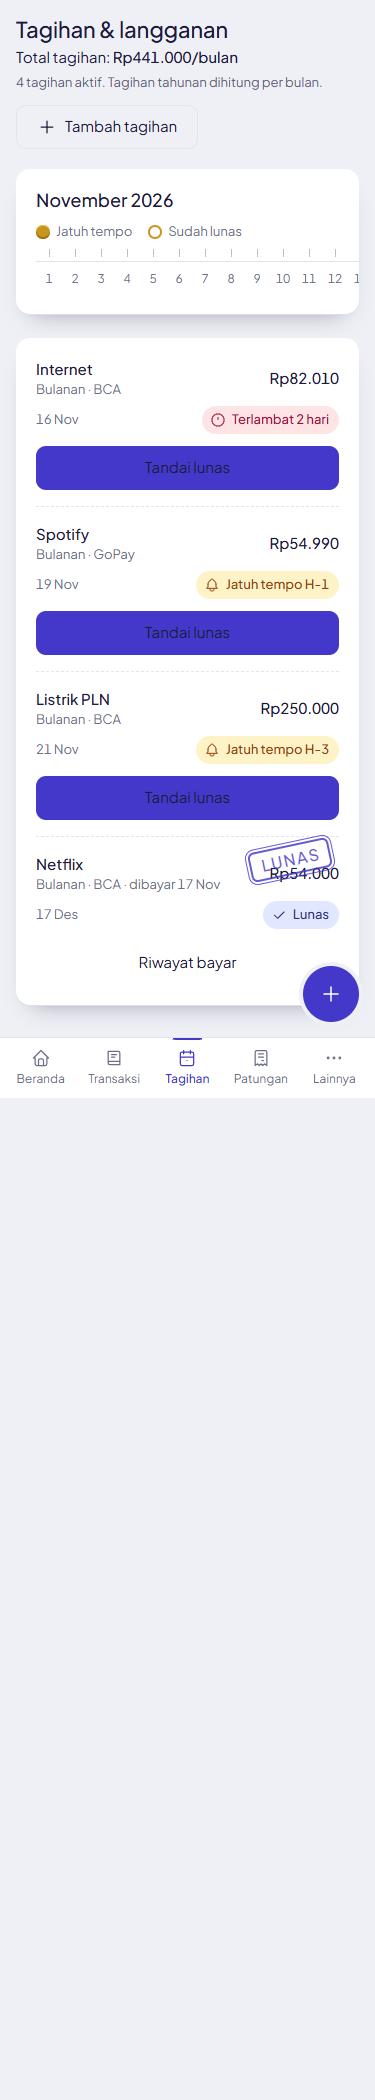 Tagihan & langganan
Total tagihan: Rp441.000/bulan
4 tagihan aktif. Tagihan tahunan dihitung per bulan.
Tambah tagihan
November 2026
Jatuh tempo Sudah lunas
1 2 3 4 5 6 7 8 9 10 11 12
Internet
Rp82.010
Bulanan · BCA
16 Nov
Terlambat 2 hari
Tandai lunas
Spotify
Rp54.990
Bulanan · GoPay
19 Nov
Jatuh tempo H-1
Tandai lunas
Listrik PLN
Rp250.000
Bulanan · BCA
21 Nov
Jatuh tempo H-3
Tandai lunas
LUNAS
Netflix
Rp54.000
Bulanan · BCA · dibayar 17 Nov
17 Des
Lunas
Riwayat bayar
Beranda Transaksi Tagihan Patungan Lainnya